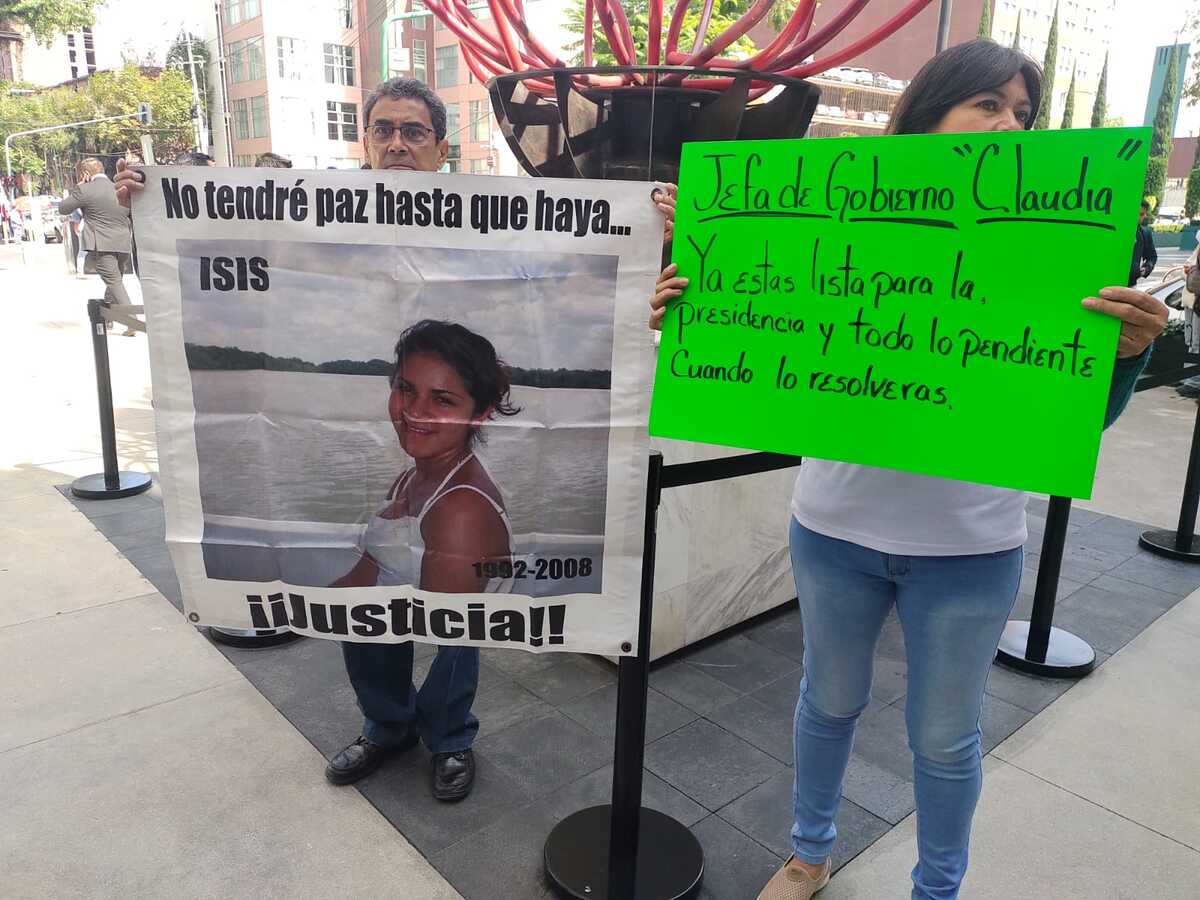 No tendré paz hasta que haya...
ISIS
1992-2008
¡¡Justicia!!
Jefa de Gobierno "Claudia"
Ya estas lista para la,
presidencia y todo lo pendiente
Cuando lo resolveras.